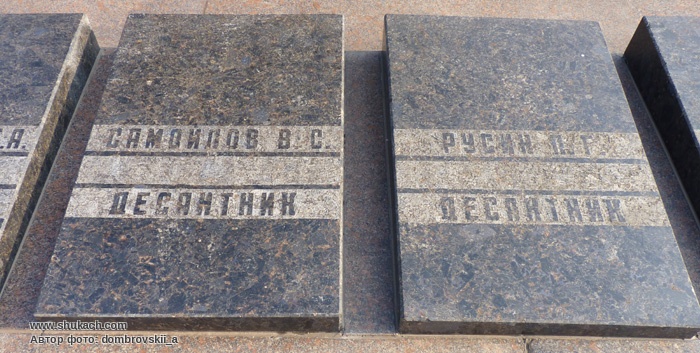 .А.
САМОЙЛОВ В.С.
ДЕСАНТНИК
РУСИН П.Г.
ДЕСАНТНИК
www.shukach.com
Автор фото: dombrovskii_a